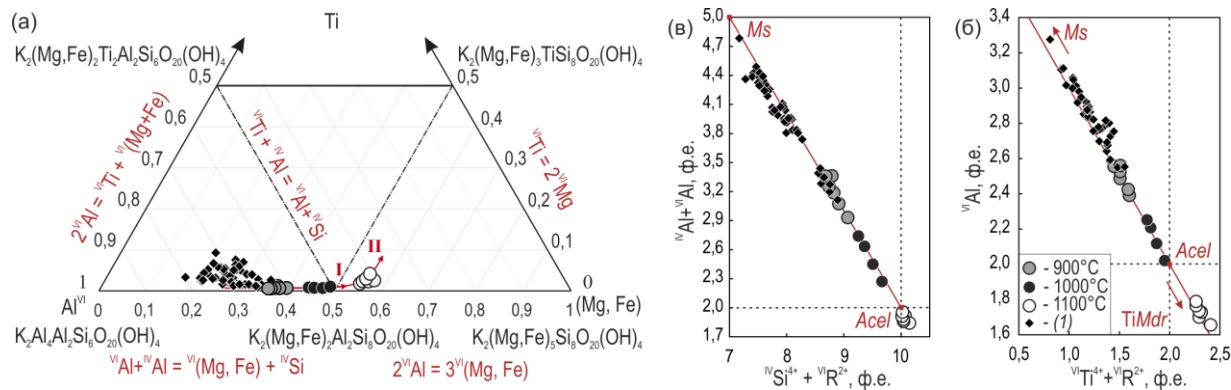 (а)
Ti
K₂(Mg,Fe)₂Ti₂Al₂Si₆O₂₀(OH)₄
K₂(Mg,Fe)₃TiSi₈O₂₀(OH)₄
0,5
0,5
0,6
0,4
0,7
0,3
0,8
0,2
0,9
0,1
1
0
2ⱽᴵAl = ⱽᴵTi + ⱽᴵ(Mg+Fe)
ⱽᴵTi + ᴵⱽAl = ⱽᴵAl+ᴵⱽSi
ⱽᴵTi = 2ⱽᴵMg
I
II
Alⱽᴵ
0 0,1 0,2 0,3 0,4 0,5 0,6 0,7 0,8 0,9 1
(Mg, Fe)
K₂Al₄Al₂Si₆O₂₀(OH)₄
K₂(Mg,Fe)₂Al₂Si₈O₂₀(OH)₄
K₂(Mg,Fe)₅Si₈O₂₀(OH)₄
ⱽᴵAl+ᴵⱽAl = ⱽᴵ(Mg, Fe) + ᴵⱽSi
2ⱽᴵAl = 3ⱽᴵ(Mg, Fe)
(в)
ᴵⱽAl+ⱽᴵAl, ф.е.
5,0
4,7
4,4
4,1
3,8
3,5
3,2
2,9
2,6
2,3
2,0
1,7
Ms
Acel
7 8 9 10
ᴵⱽSi⁴⁺ + ⱽᴵR²⁺, ф.е.
(б)
ⱽᴵAl, ф.е.
3,4
3,2
3,0
2,8
2,6
2,4
2,2
2,0
1,8
1,6
Ms
Acel
TiMdr
- 900°C
- 1000°C
- 1100°C
- (1)
0,5 1,0 1,5 2,0 2,5
ⱽᴵTi⁴⁺+ⱽᴵR²⁺, ф.е.